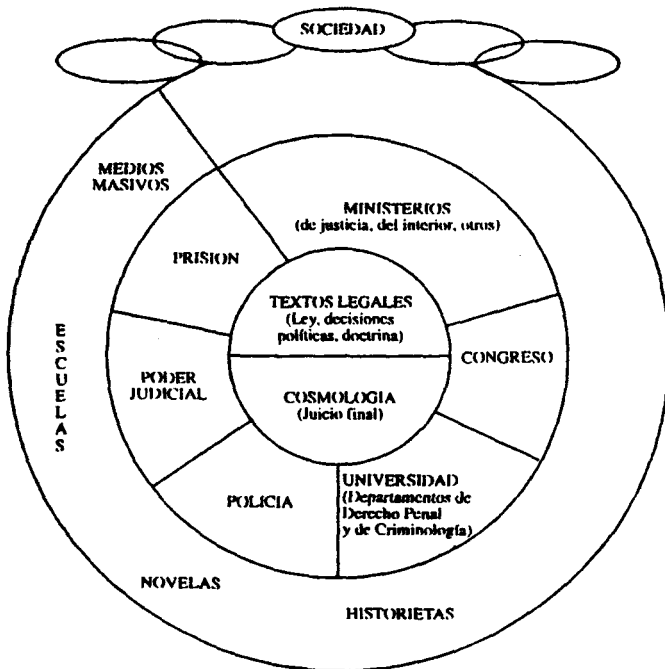 SOCIEDAD
MEDIOS
MASIVOS
MINISTERIOS
(de justicia, del interior, otros)
PRISION
TEXTOS LEGALES
(Ley, decisiones
políticas, doctrina)
ESCUELAS
PODER
JUDICIAL
CONGRESO
COSMOLOGIA
(Juicio final)
POLICIA
UNIVERSIDAD
(Departamentos de
Derecho Penal
y de Criminología)
NOVELAS
HISTORIETAS